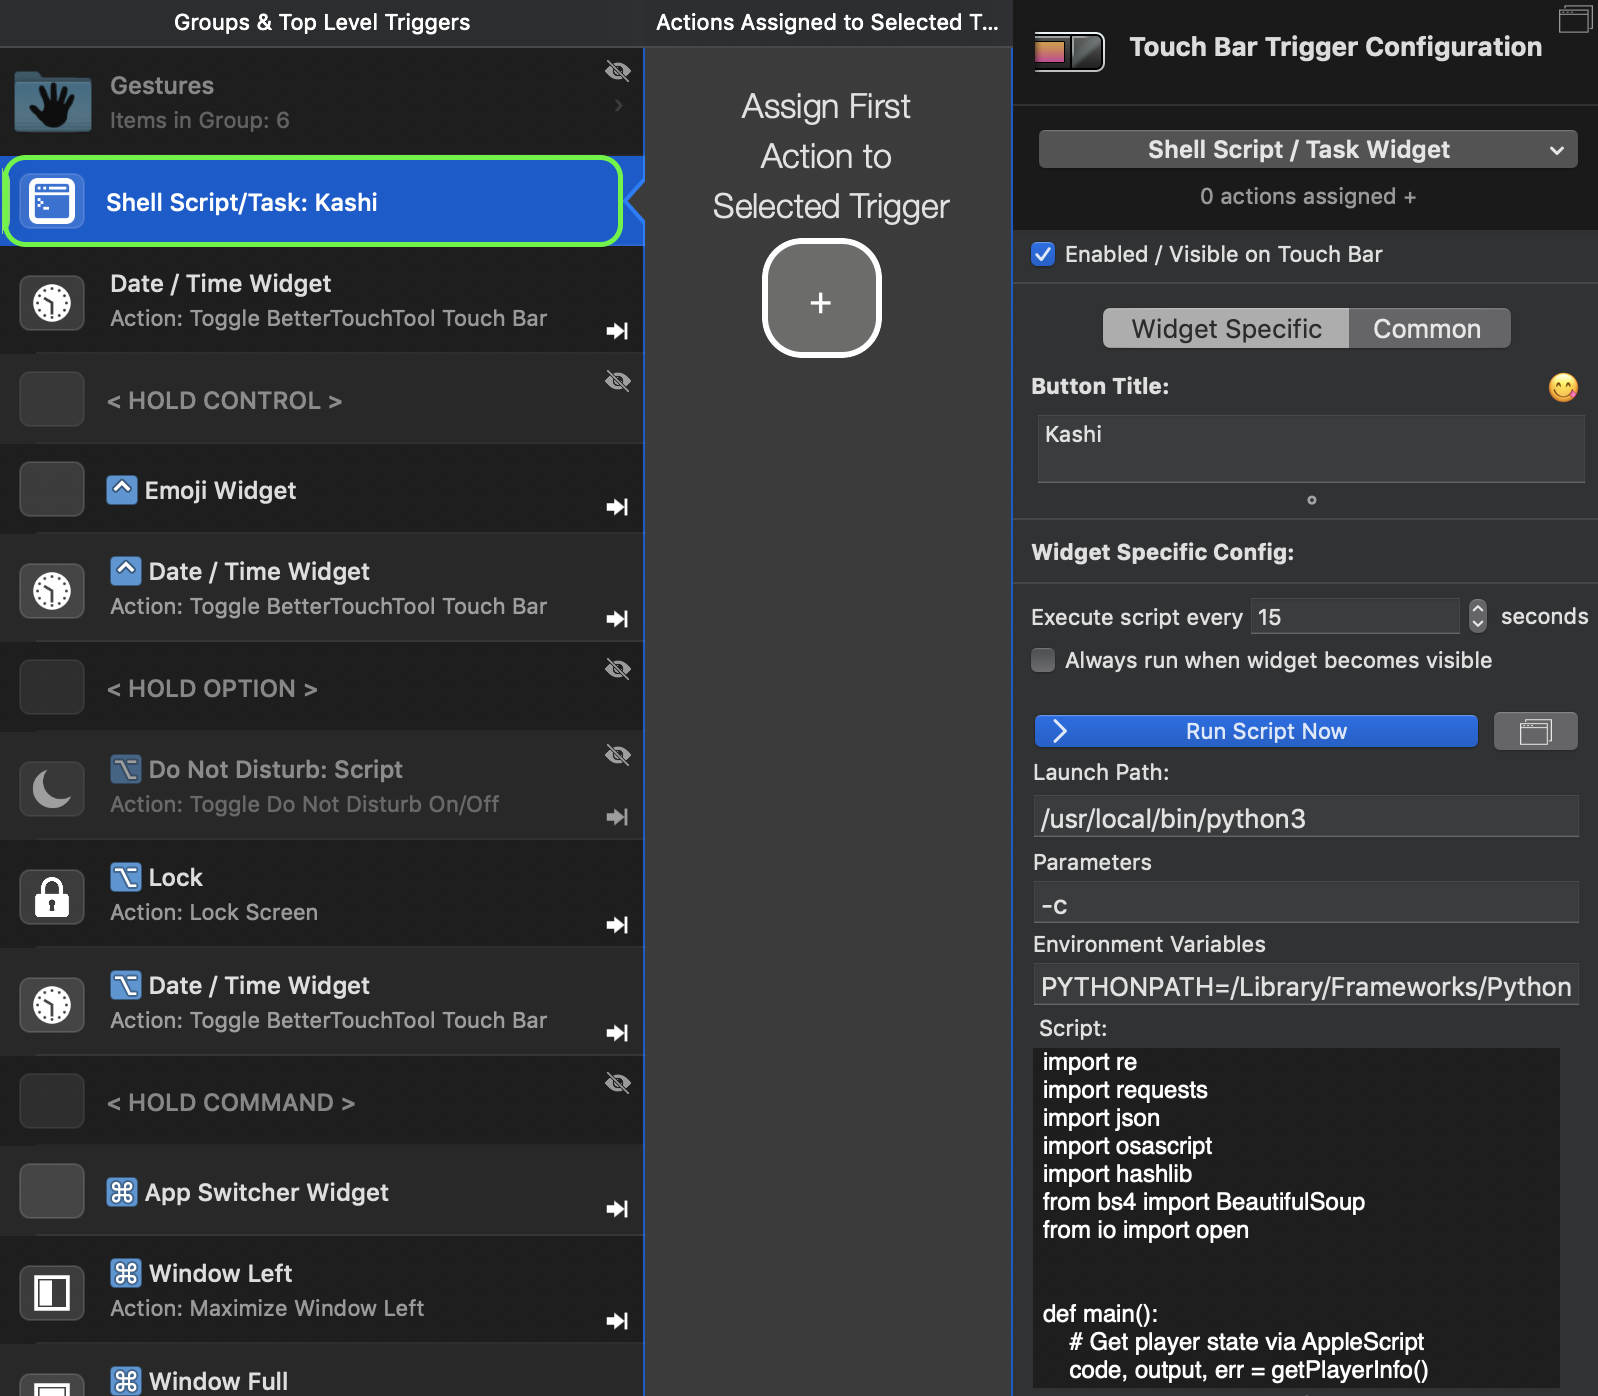 Groups & Top Level Triggers
Gestures
Items in Group: 6
Shell Script/Task: Kashi
Date / Time Widget
Action: Toggle BetterTouchTool Touch Bar
< HOLD CONTROL >
Emoji Widget
Date / Time Widget
Action: Toggle BetterTouchTool Touch Bar
< HOLD OPTION >
Do Not Disturb: Script
Action: Toggle Do Not Disturb On/Off
Lock
Action: Lock Screen
Date / Time Widget
Action: Toggle BetterTouchTool Touch Bar
< HOLD COMMAND >
⌘ App Switcher Widget
⌘ Window Left
Action: Maximize Window Left
⌘ Window Full
Actions Assigned to Selected T...
Assign First
Action to
Selected Trigger
+
Touch Bar Trigger Configuration
Shell Script / Task Widget
0 actions assigned +
Enabled / Visible on Touch Bar
Widget Specific Common
Button Title:
Kashi
Widget Specific Config:
Execute script every 15 seconds
Always run when widget becomes visible
Run Script Now
Launch Path:
/usr/local/bin/python3
Parameters
-c
Environment Variables
PYTHONPATH=/Library/Frameworks/Python
Script:
import re
import requests
import json
import osascript
import hashlib
from bs4 import BeautifulSoup
from io import open
def main():
# Get player state via AppleScript
code, output, err = getPlayerInfo()